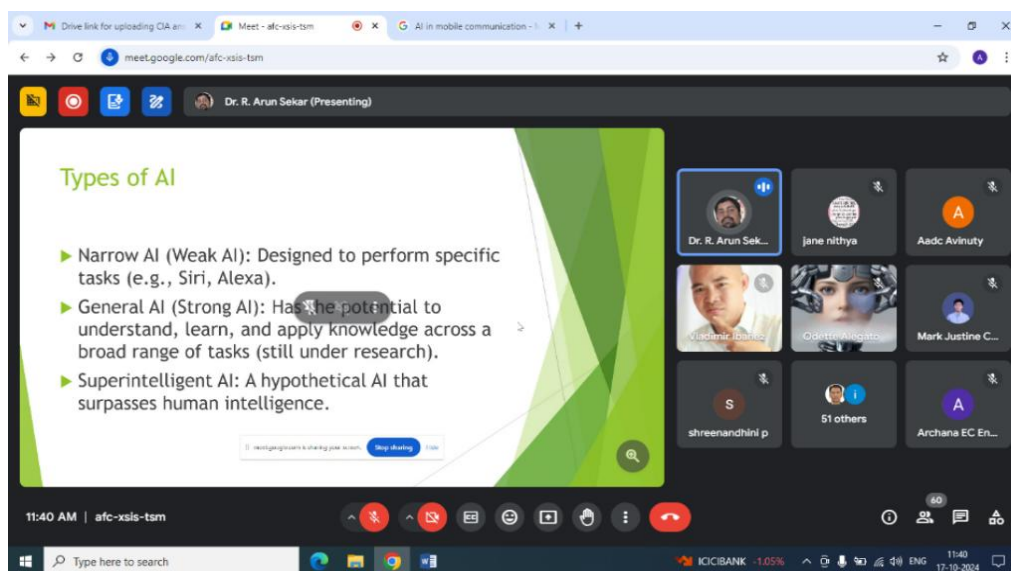 Drive link for uploading CIA an
Meet - afc-xsis-tsm
AI in mobile communication -
meet.google.com/afc-xsis-tsm
A
Dr. R. Arun Sekar (Presenting)
Types of AI
Narrow AI (Weak AI): Designed to perform specific
tasks (e.g., Siri, Alexa).
General AI (Strong AI): Has the potential to
understand, learn, and apply knowledge across a
broad range of tasks (still under research).
Superintelligent AI: A hypothetical AI that
surpasses human intelligence.
Stop sharing
Hide
Dr. R. Arun Sek...
jane nithya
A
Aadc Avinuty
Vladimir Ibanez
Odette Alegato
Mark Justine C...
S
shreenandhini p
i
51 others
A
Archana EC En...
11:40 AM | afc-xsis-tsm
CC
60
Type here to search
ICICIBANK -1.05%
ENG
11:40
17-10-2024